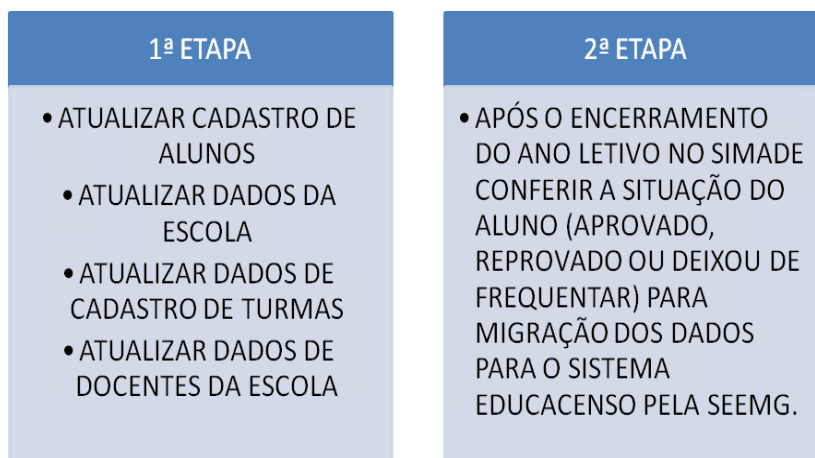 1ª ETAPA
• ATUALIZAR CADASTRO DE
ALUNOS
• ATUALIZAR DADOS DA
ESCOLA
• ATUALIZAR DADOS DE
CADASTRO DE TURMAS
• ATUALIZAR DADOS DE
DOCENTES DA ESCOLA
2ª ETAPA
• APÓS O ENCERRAMENTO
DO ANO LETIVO NO SIMADE
CONFERIR A SITUAÇÃO DO
ALUNO (APROVADO,
REPROVADO OU DEIXOU DE
FREQUENTAR) PARA
MIGRAÇÃO DOS DADOS
PARA O SISTEMA
EDUCACENSO PELA SEEMG.